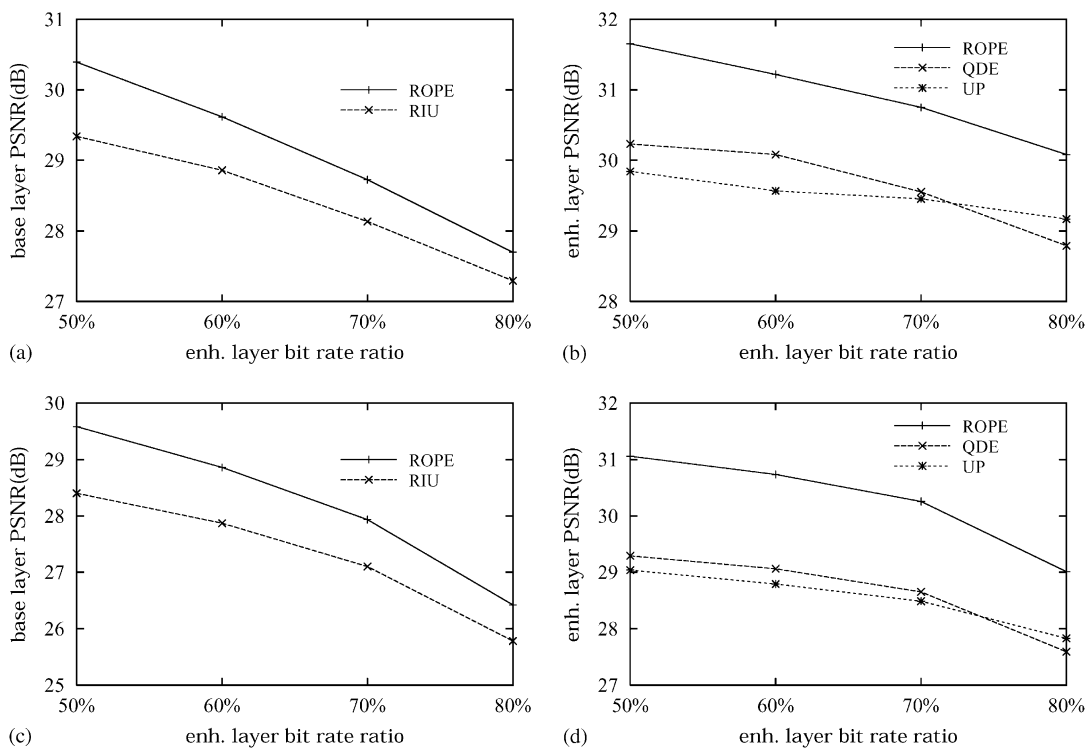 31
30
29
28
27
base layer PSNR(dB)
ROPE
RIU
50%
60%
70%
80%
(a)
enh. layer bit rate ratio
32
31
30
29
28
enh. layer PSNR(dB)
ROPE
QDE
UP
50%
60%
70%
80%
(b)
enh. layer bit rate ratio
30
29
28
27
26
25
base layer PSNR(dB)
ROPE
RIU
50%
60%
70%
80%
(c)
enh. layer bit rate ratio
32
31
30
29
28
27
enh. layer PSNR(dB)
ROPE
QDE
UP
50%
60%
70%
80%
(d)
enh. layer bit rate ratio